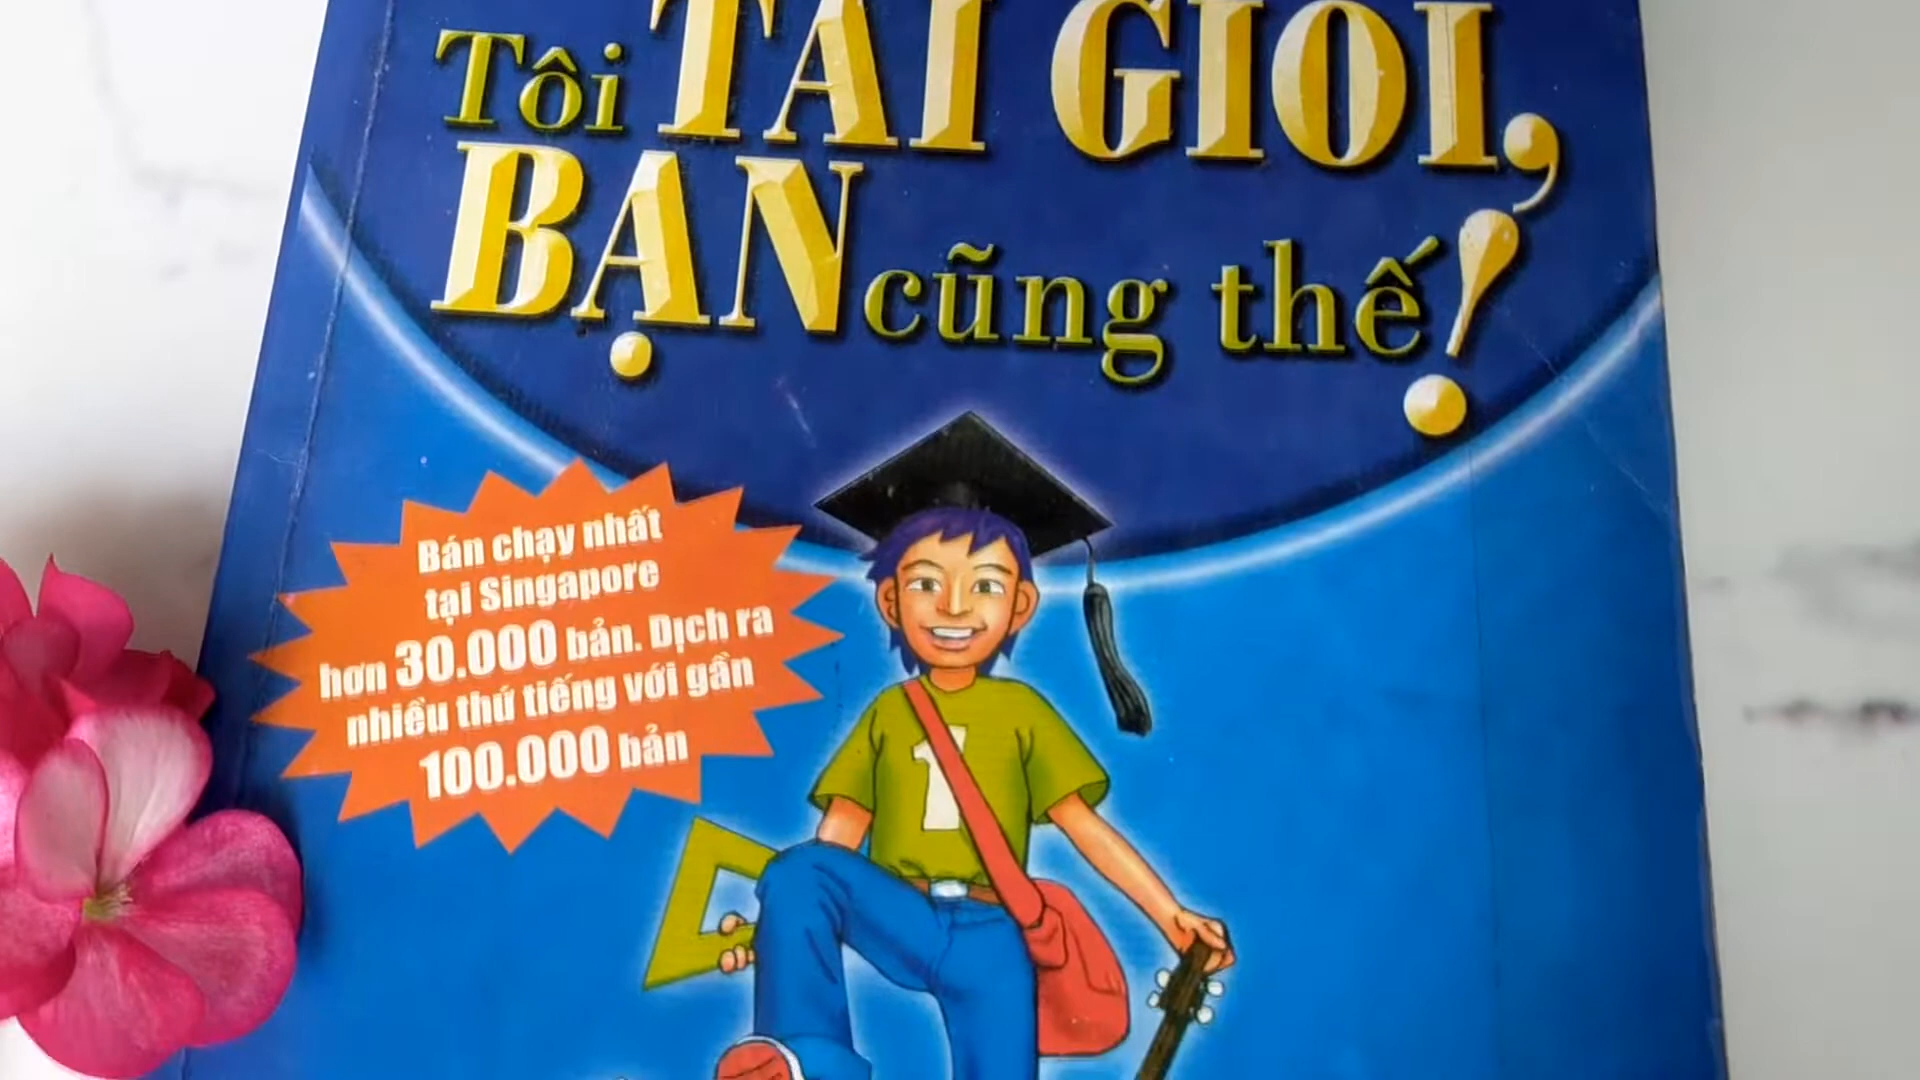 Tôi TÀI GIỎI,
BẠN cũng thế!
Bán chạy nhất
tại Singapore
hơn 30.000 bản. Dịch ra
nhiều thứ tiếng với gần
100.000 bản
1